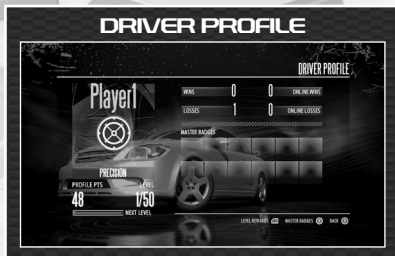 DRIVER PROFILE
DRIVER PROFILE
Player1
WINS 0 0 ONLINE WINS
LOSSES 1 0 ONLINE LOSSES
MASTER BADGES
PRECISION
PROFILE PTS LEVEL
48 1/50
NEXT LEVEL
LEVEL REWARDS MASTER BADGES BACK